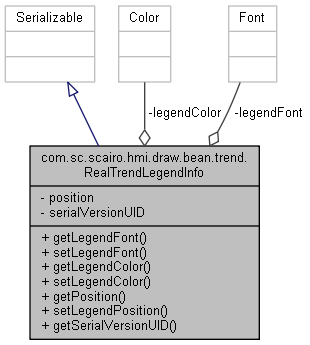 Serializable
Color
Font
-legendColor
-legendFont
com.sc.scairo.hmi.draw.bean.trend.
RealTrendLegendInfo
- position
- serialVersionUID
+ getLegendFont()
+ setLegendFont()
+ getLegendColor()
+ setLegendColor()
+ getPosition()
+ setLegendPosition()
+ getSerialVersionUID()